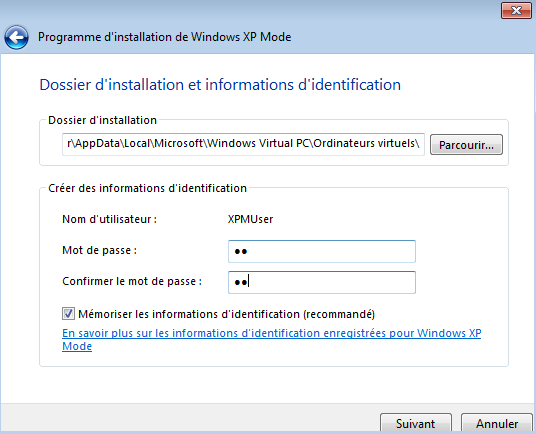 Programme d'installation de Windows XP Mode
Dossier d'installation et informations d'identification
Dossier d'installation
r\AppData\Local\Microsoft\Windows Virtual PC\Ordinateurs virtuels\
Parcourir...
Créer des informations d'identification
Nom d'utilisateur : XPMUser
Mot de passe : ●●
Confirmer le mot de passe : ●●
Mémoriser les informations d'identification (recommandé)
En savoir plus sur les informations d'identification enregistrées pour Windows XP
Mode
Suivant Annuler